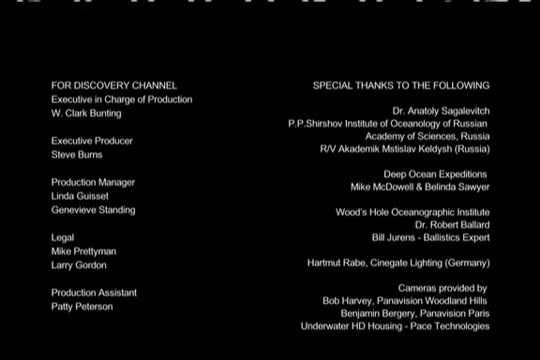 FOR DISCOVERY CHANNEL
Executive in Charge of Production
W. Clark Bunting
Executive Producer
Steve Burns
Production Manager
Linda Guisset
Genevieve Standing
Legal
Mike Prettyman
Larry Gordon
Production Assistant
Patty Peterson
SPECIAL THANKS TO THE FOLLOWING
Dr. Anatoly Sagalevitch
P.P.Shirshov Institute of Oceanology of Russian
Academy of Sciences, Russia
R/V Akademik Mstislav Keldysh (Russia)
Deep Ocean Expeditions
Mike McDowell & Belinda Sawyer
Wood's Hole Oceanographic Institute
Dr. Robert Ballard
Bill Jurens - Ballistics Expert
Hartmut Rabe, Cinegate Lighting (Germany)
Cameras provided by
Bob Harvey, Panavision Woodland Hills
Benjamin Bergery, Panavision Paris
Underwater HD Housing - Pace Technologies